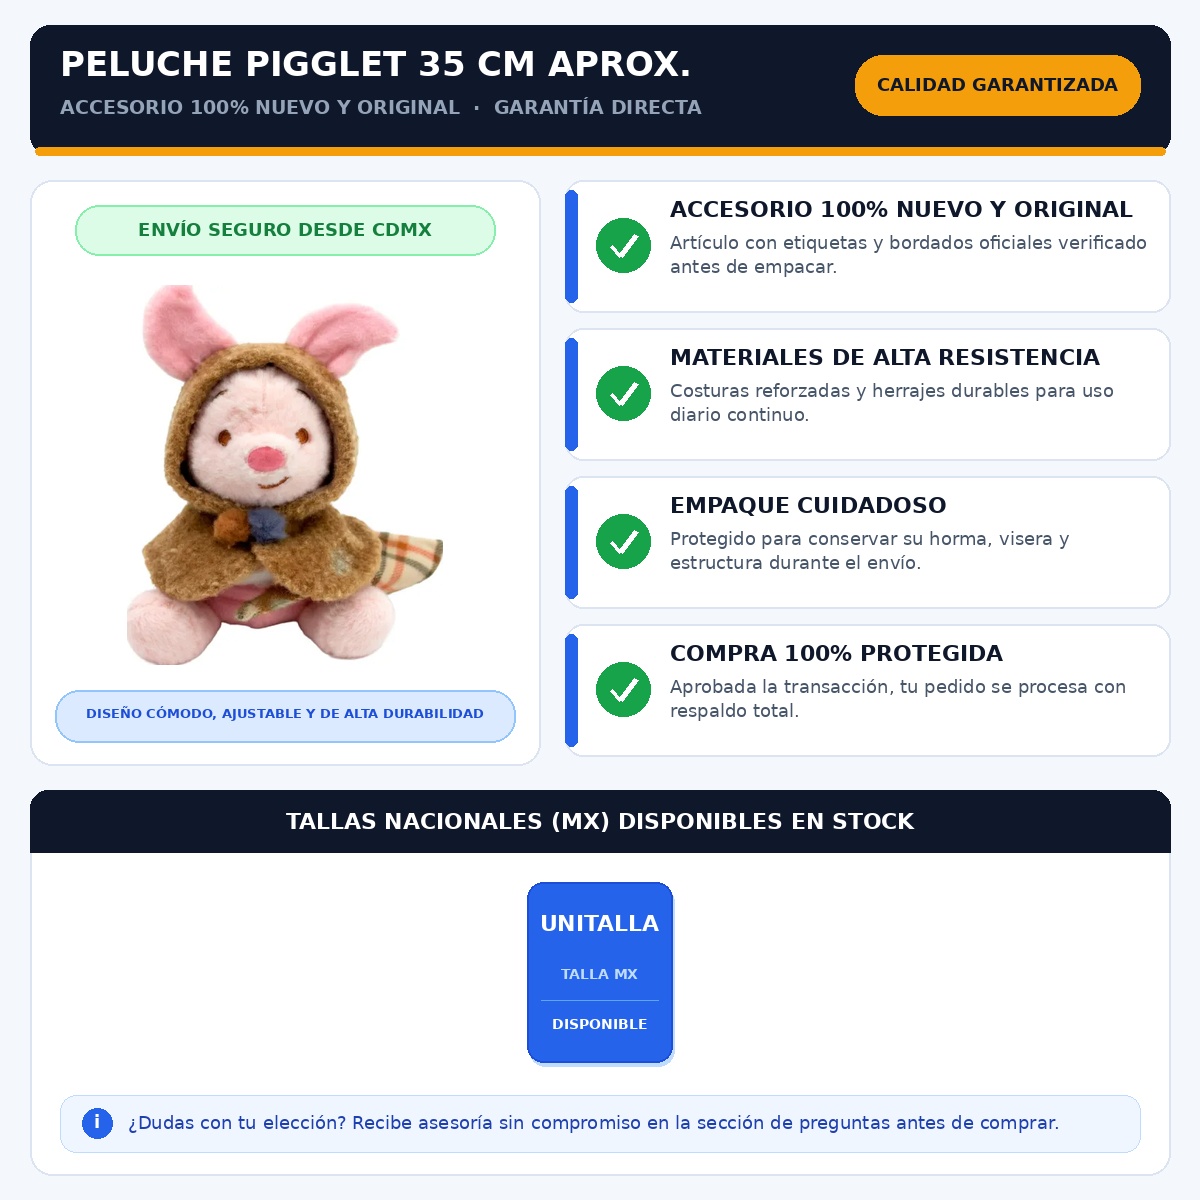 PELUCHE PIGGLET 35 CM APROX.
ACCESORIO 100% NUEVO Y ORIGINAL · GARANTÍA DIRECTA
CALIDAD GARANTIZADA
ENVÍO SEGURO DESDE CDMX
DISEÑO CÓMODO, AJUSTABLE Y DE ALTA DURABILIDAD
ACCESORIO 100% NUEVO Y ORIGINAL
Artículo con etiquetas y bordados oficiales verificado
antes de empacar.
MATERIALES DE ALTA RESISTENCIA
Costuras reforzadas y herrajes durables para uso
diario continuo.
EMPAQUE CUIDADOSO
Protegido para conservar su horma, visera y
estructura durante el envío.
COMPRA 100% PROTEGIDA
Aprobada la transacción, tu pedido se procesa con
respaldo total.
TALLAS NACIONALES (MX) DISPONIBLES EN STOCK
UNITALLA
TALLA MX
DISPONIBLE
i ¿Dudas con tu elección? Recibe asesoría sin compromiso en la sección de preguntas antes de comprar.